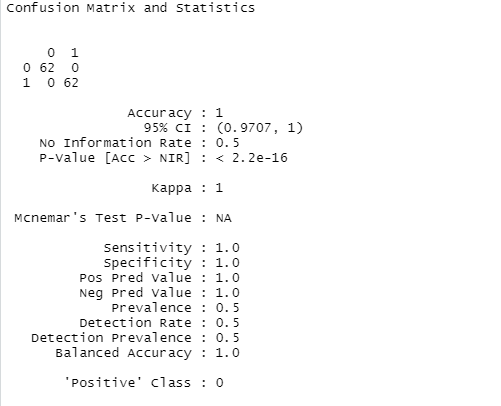 Confusion Matrix and Statistics
0 1
0 62 0
1 0 62
Accuracy : 1
95% CI : (0.9707, 1)
No Information Rate : 0.5
P-Value [Acc > NIR] : < 2.2e-16
Kappa : 1
Mcnemar's Test P-Value : NA
Sensitivity : 1.0
Specificity : 1.0
Pos Pred Value : 1.0
Neg Pred Value : 1.0
Prevalence : 0.5
Detection Rate : 0.5
Detection Prevalence : 0.5
Balanced Accuracy : 1.0
'Positive' Class : 0